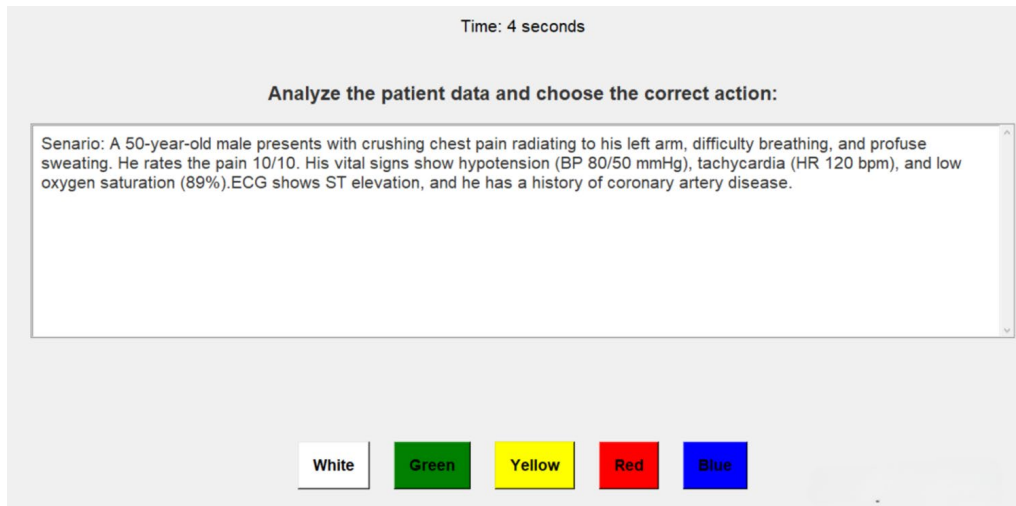 Time: 4 seconds
Analyze the patient data and choose the correct action:
Senario: A 50-year-old male presents with crushing chest pain radiating to his left arm, difficulty breathing, and profuse
sweating. He rates the pain 10/10. His vital signs show hypotension (BP 80/50 mmHg), tachycardia (HR 120 bpm), and low
oxygen saturation (89%).ECG shows ST elevation, and he has a history of coronary artery disease.
White Green Yellow Red Blue